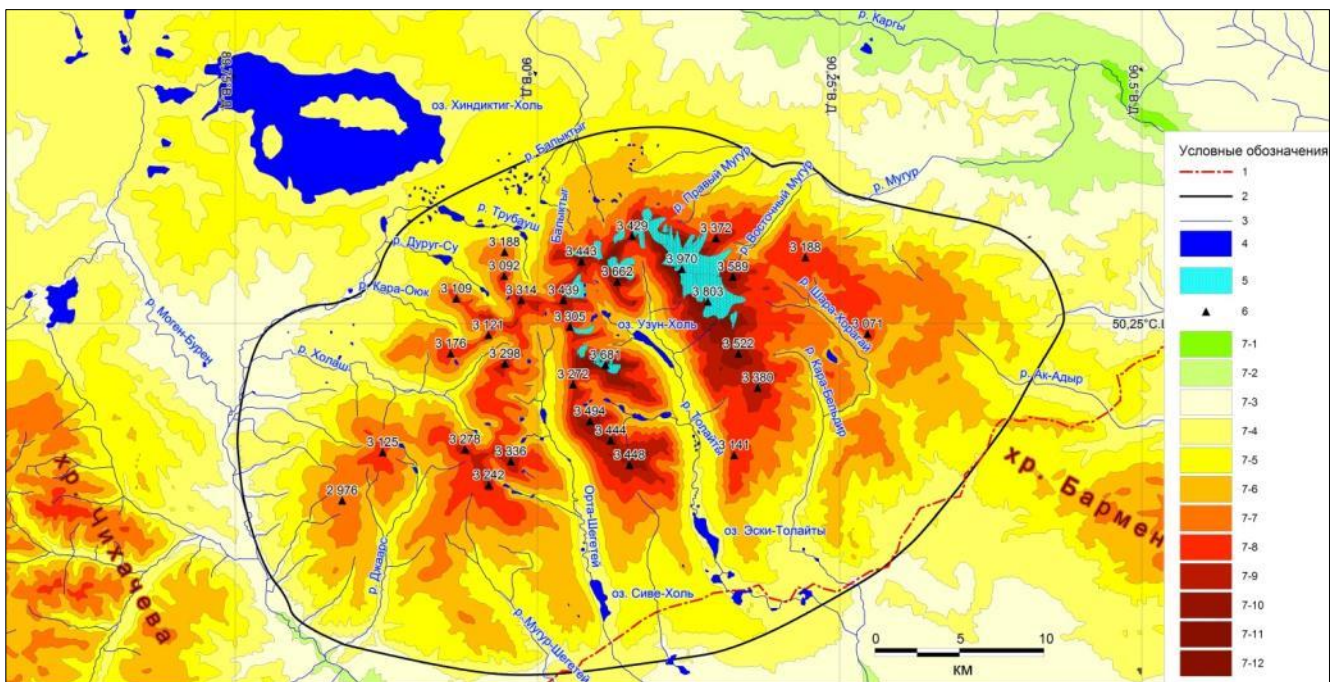 р. Каргы
89,75°В.Д
90°В.Д
90,25°В.Д
90,5°В.Д
оз. Хиндиктиг-Холь
р. Балыктыг
р. Правый Мугур
р. Мугур
р. Восточный Мугур
р. Трубауш
Балыктыг
р. Дуруг-Су
3 429
3 372
3 188
3 188
3 443
3 970
3 092
3 662
3 589
р. Кара-Оюк
3 109
3 314
3 439
3 803
р. Шара-Хорагай
3 305
оз. Узун-Холь
3 071
50,25°С.Ш
р. Моген-Бурен
3 121
3 176
3 522
р. Холаш
3 298
3 681
3 272
3 380
р. Кара-Бельдир
р. Ак-Адыр
3 494
р. Толайты
3 444
3 125
3 278
3 336
3 448
3 141
хр. Бармен
3 242
2 976
хр. Чихачева
Орта-Шегетей
оз. Эски-Толайты
р. Джаарс
оз. Сиве-Холь
р. Мугур-Шегетей
0 5 10
КМ
Условные обозначения
1
2
3
4
5
6
7-1
7-2
7-3
7-4
7-5
7-6
7-7
7-8
7-9
7-10
7-11
7-12